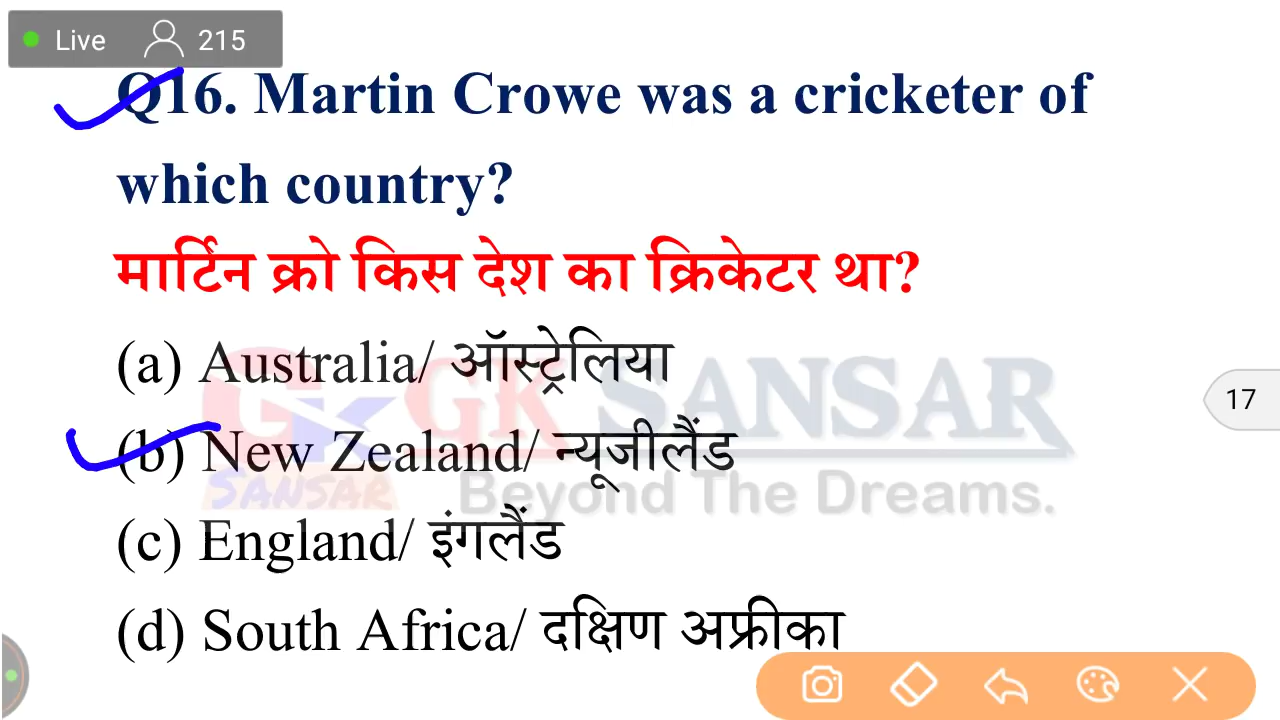 Live 215
Q16. Martin Crowe was a cricketer of
which country?
मार्टिन क्रो किस देश का क्रिकेटर था?
(a) Australia/ ऑस्ट्रेलिया
(b) New Zealand/ न्यूजीलैंड
(c) England/ इंगलैंड
(d) South Africa/ दक्षिण अफ्रीका
17
GK SANSAR
SANSAR
Beyond The Dreams.